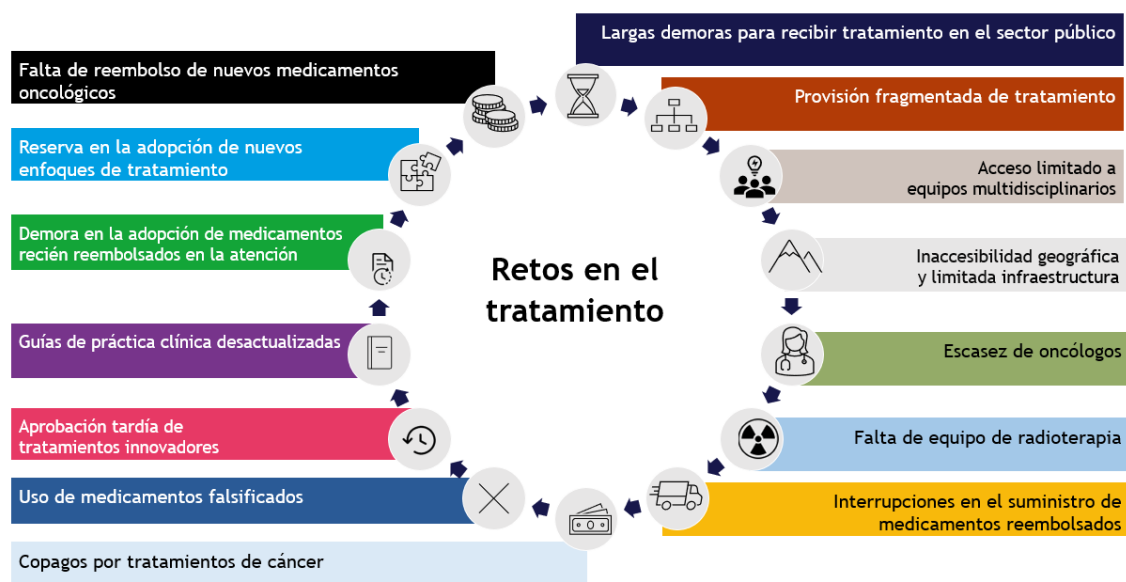 Largas demoras para recibir tratamiento en el sector público
Provisión fragmentada de tratamiento
Acceso limitado a
equipos multidisciplinarios
Inaccesibilidad geográfica
y limitada infraestructura
Escasez de oncólogos
Falta de equipo de radioterapia
Interrupciones en el suministro de
medicamentos reembolsados
Copagos por tratamientos de cáncer
Uso de medicamentos falsificados
Aprobación tardía de
tratamientos innovadores
Guías de práctica clínica desactualizadas
Demora en la adopción de medicamentos
recién reembolsados en la atención
Reserva en la adopción de nuevos
enfoques de tratamiento
Falta de reembolso de nuevos medicamentos
oncológicos
Retos en el
tratamiento